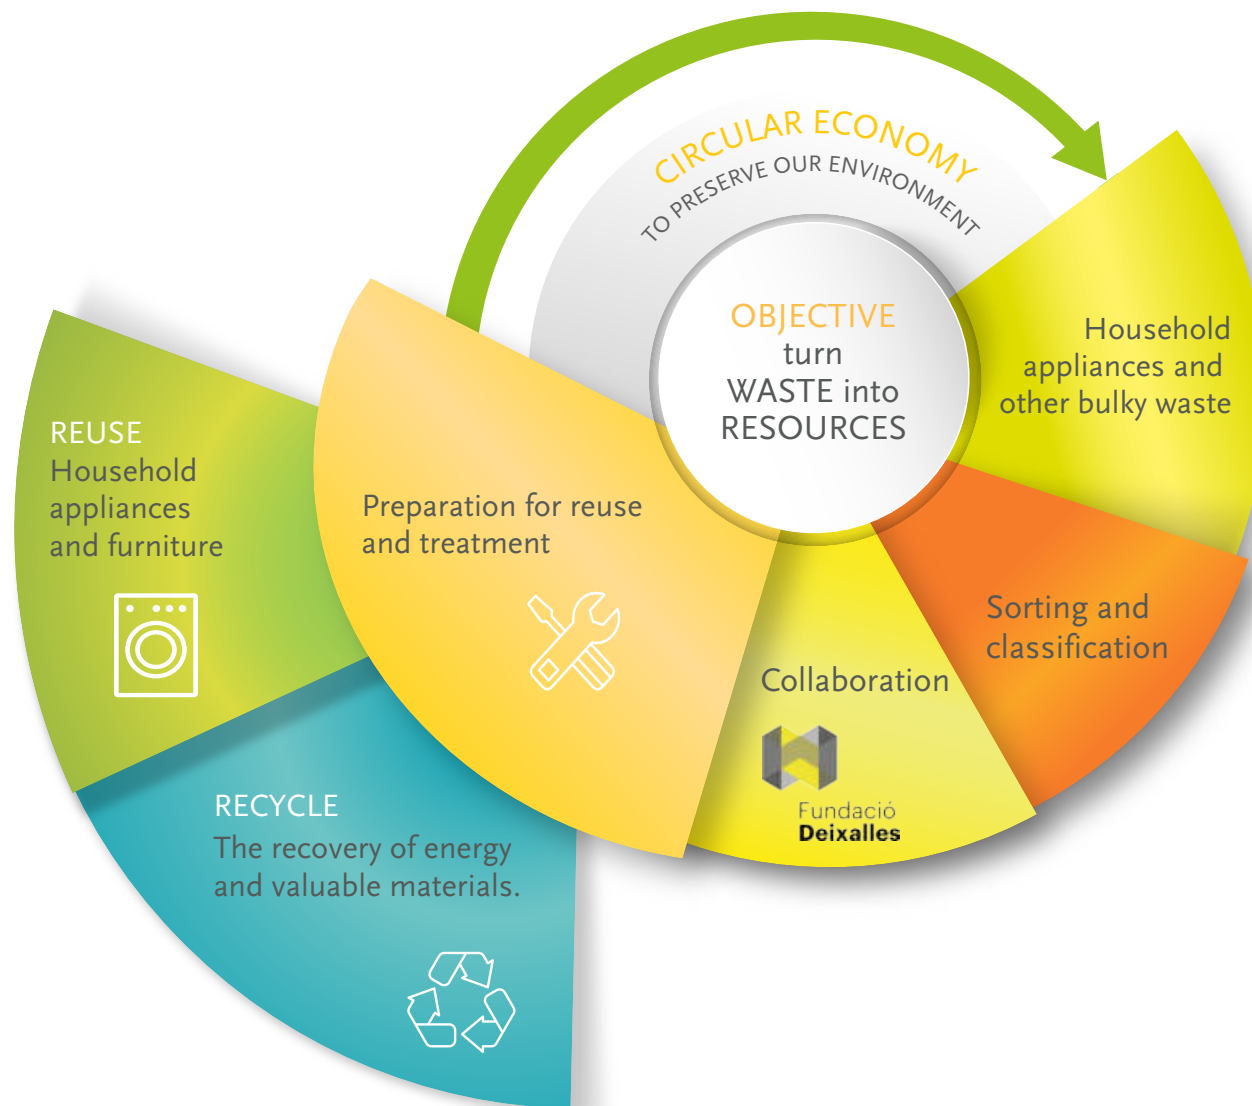 CIRCULAR ECONOMY
TO PRESERVE OUR ENVIRONMENT
OBJECTIVE
turn
WASTE into
RESOURCES
Household
appliances and
other bulky waste
Sorting and
classification
Collaboration
Fundació
Deixalles
Preparation for reuse
and treatment
REUSE
Household
appliances
and furniture
RECYCLE
The recovery of energy
and valuable materials.